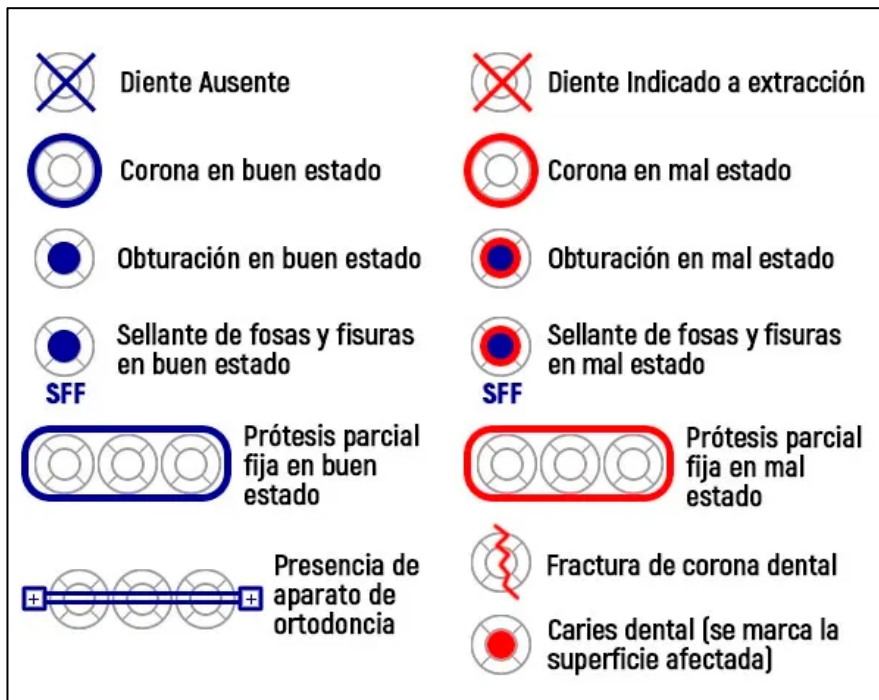 Diente Ausente
Diente Indicado a extracción
Corona en buen estado
Corona en mal estado
Obturación en buen estado
Obturación en mal estado
Sellante de fosas y fisuras
en buen estado
SFF
Sellante de fosas y fisuras
en mal estado
SFF
Prótesis parcial
fija en buen
estado
Prótesis parcial
fija en mal
estado
Presencia de
aparato de
ortodoncia
Fractura de corona dental
Caries dental (se marca la
superficie afectada)